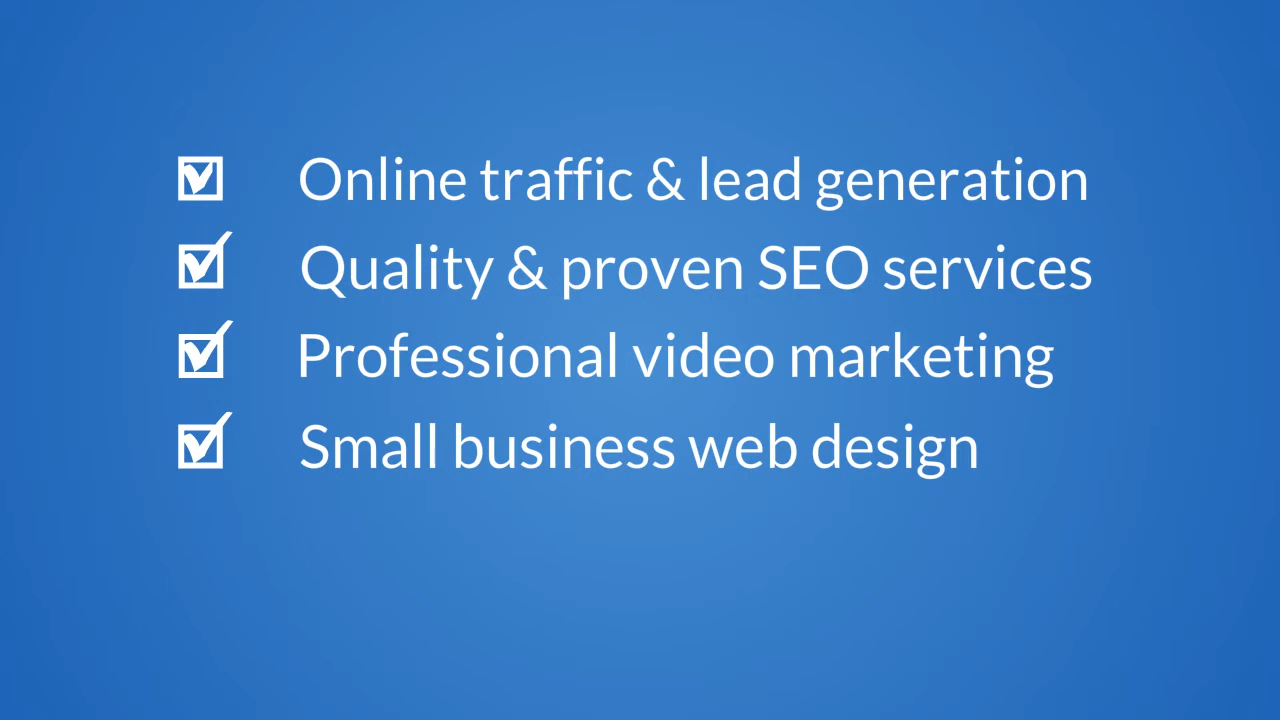 Online traffic & lead generation
Quality & proven SEO services
Professional video marketing
Small business web design